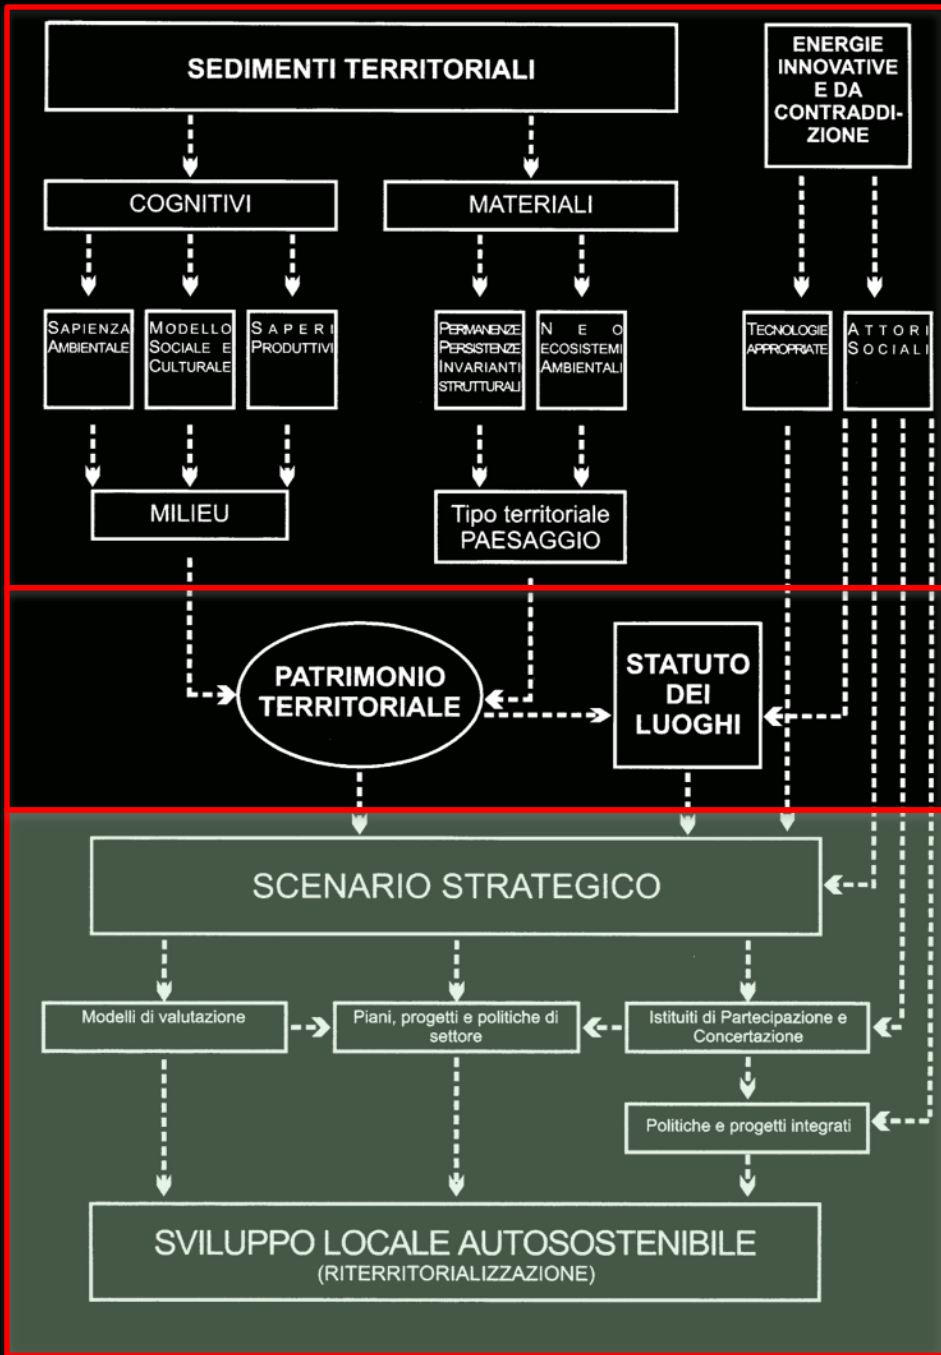 SEDIMENTI TERRITORIALI
ENERGIE
INNOVATIVE
E DA
CONTRADDI-
ZIONE
COGNITIVI
MATERIALI
SAPIENZA
AMBIENTALE
MODELLO
SOCIALE E
CULTURALE
SAPERI
PRODUTTIVI
PERMANENZE
PERSISTENZE
INVARIANTI
STRUTTURALI
NEO
ECOSISTEMI
AMBIENTALI
TECNOLOGIE
APPROPRIATE
ATTORI
SOCIALI
MILIEU
Tipo territoriale
PAESAGGIO
PATRIMONIO
TERRITORIALE
STATUTO
DEI
LUOGHI
SCENARIO STRATEGICO
Modelli di valutazione
Piani, progetti e politiche di
settore
Istituiti di Partecipazione e
Concertazione
Politiche e progetti integrati
SVILUPPO LOCALE AUTOSOSTENIBILE
(RITERRITORIALIZZAZIONE)